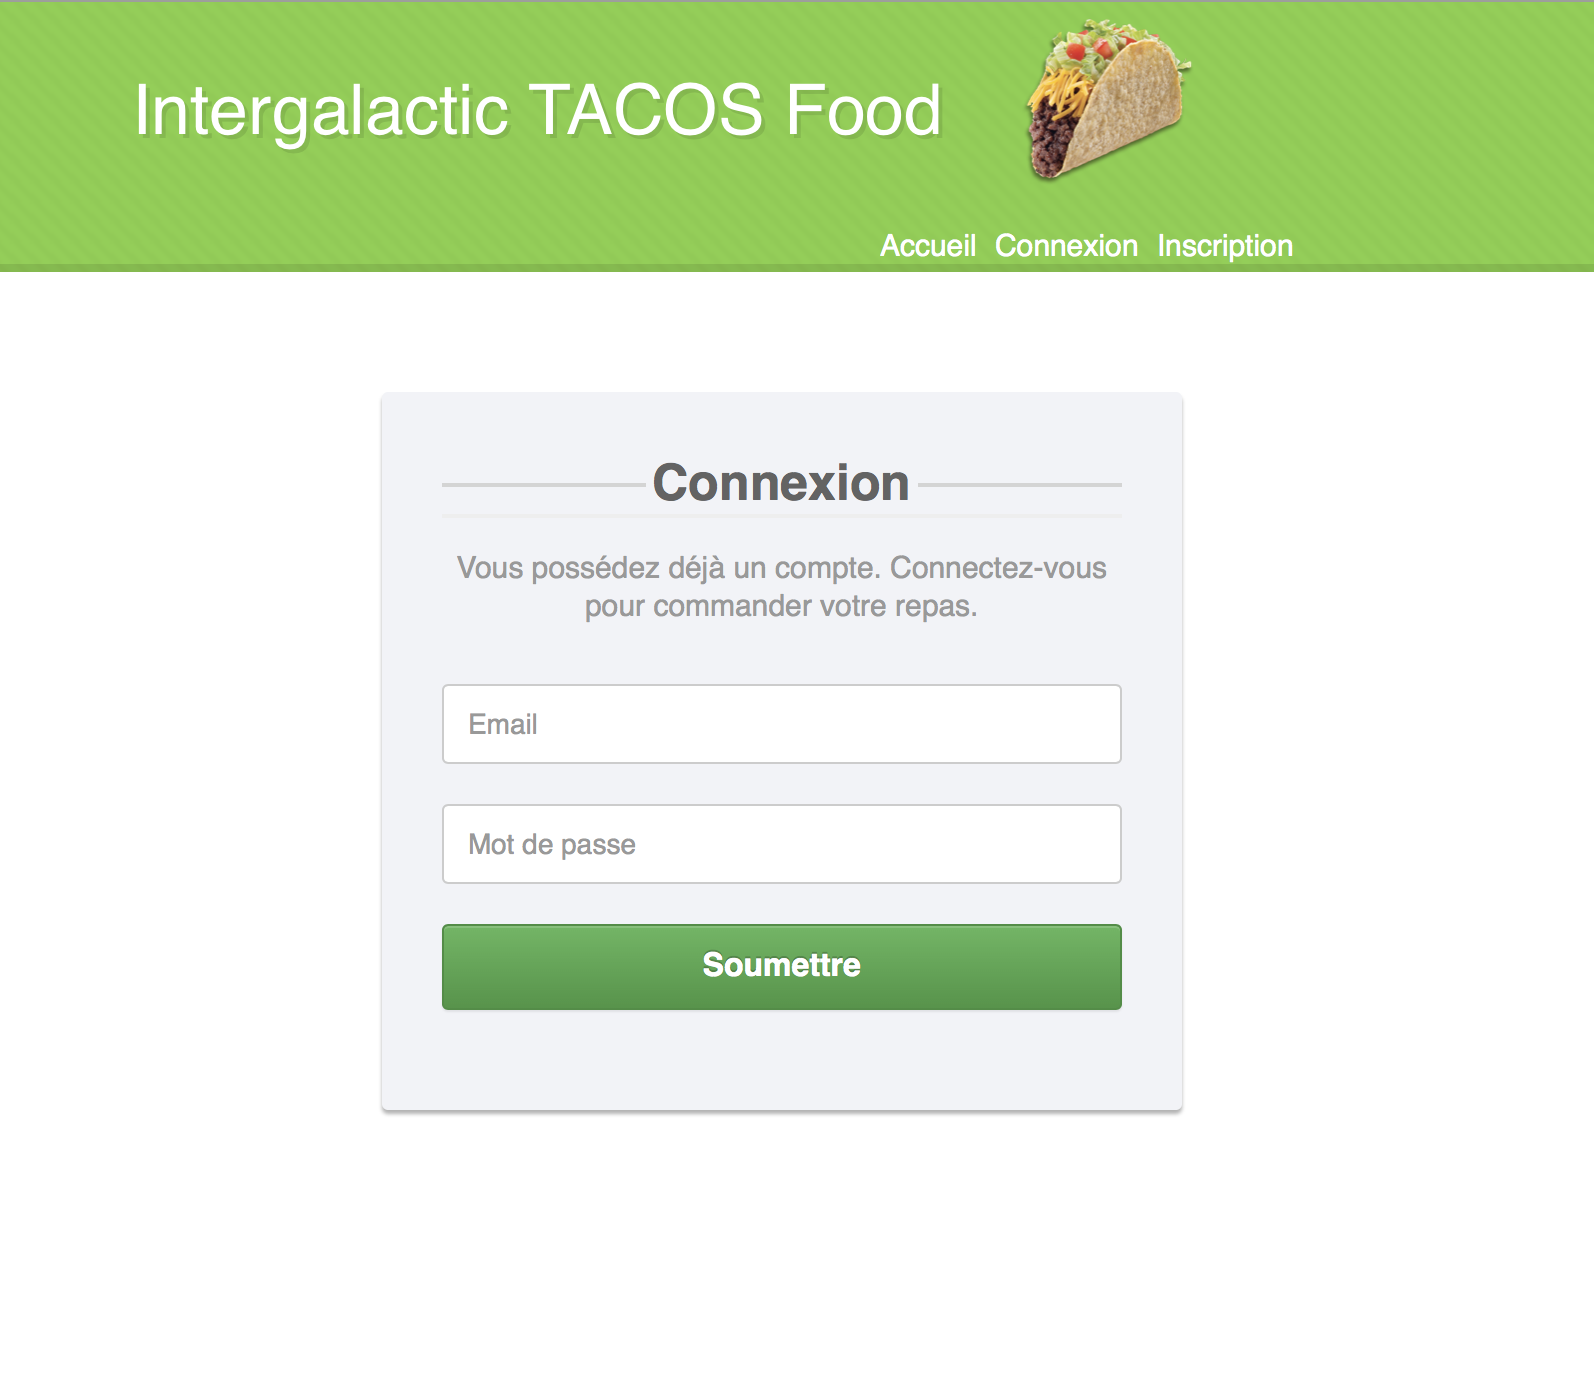 Intergalactic TACOS Food
Accueil Connexion Inscription
Connexion
Vous possédez déjà un compte. Connectez-vous
pour commander votre repas.
Email
Mot de passe
Soumettre